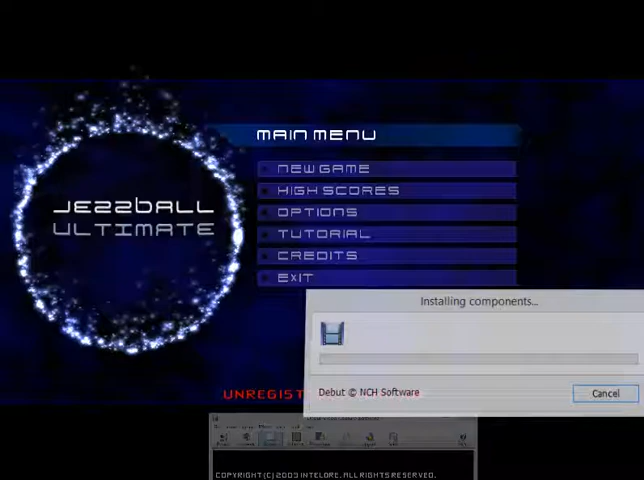 MAIN MENU
NEW GAME
JEZZBALL
ULTIMATE
HIGH SCORES
OPTIONS
TUTORIAL
CREDITS
EXIT
Installing components...
UNREGIST
Debut © NCH Software
Cancel
COPYRIGHT (C) 2003 INTELORE. ALL RIGHTS RESERVED.